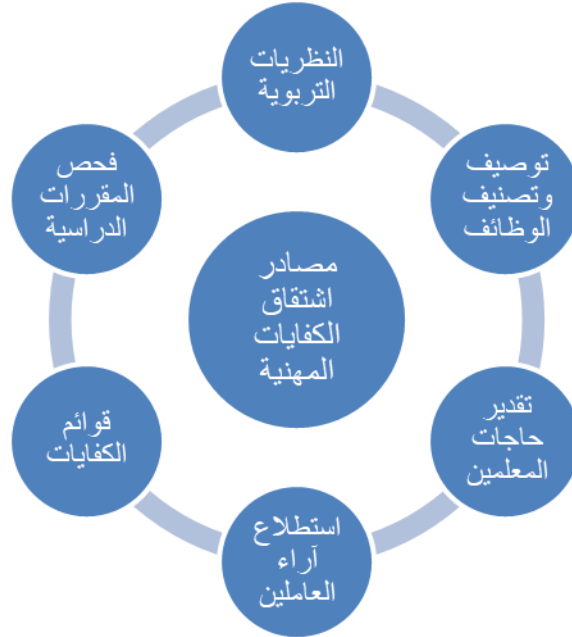 النظريات
التربوية
توصيف
وتصنيف
الوظائف
تقدير
حاجات
المعلمين
استطلاع
آراء
العاملين
قوائم
الكفايات
فحص
المقررات
الدراسية
مصادر
اشتقاق
الكفايات
المهنية